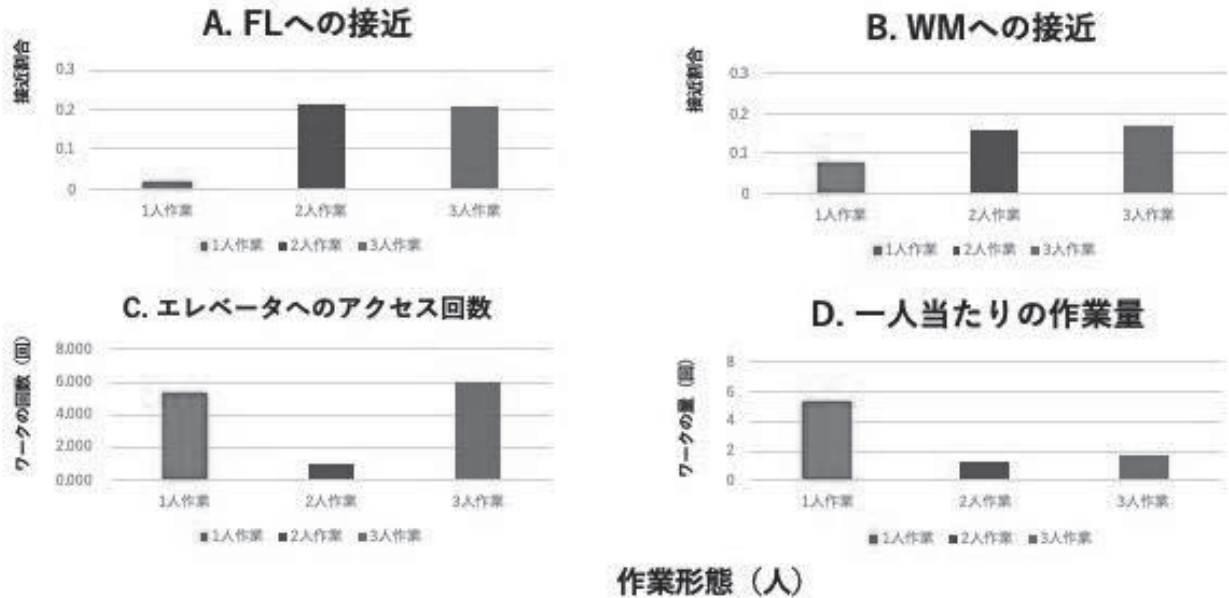 A. FLへの接近
接近割合
0.3
0.2
0.1
0
1人作業 2人作業 3人作業
■1人作業 ■2人作業 ■3人作業
B. WMへの接近
接近割合
0.3
0.2
0.1
0
1人作業 2人作業 3人作業
■1人作業 ■2人作業 ■3人作業
C. エレベータへのアクセス回数
ワークの回数（回）
8.000
6.000
4.000
2.000
0.000
1人作業 2人作業 3人作業
■1人作業 ■2人作業 ■3人作業
D. 一人当たりの作業量
ワークの量（回）
8
6
4
2
0
1人作業 2人作業 3人作業
■1人作業 ■2人作業 ■3人作業
作業形態（人）